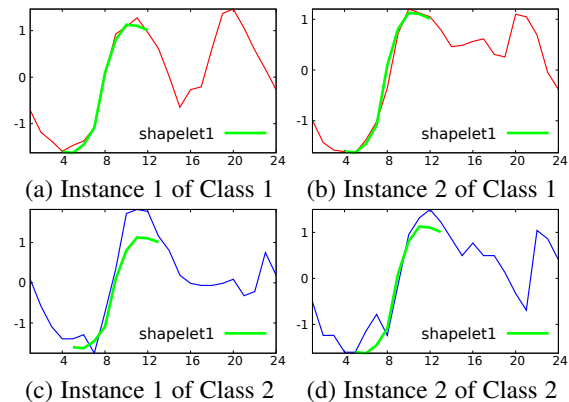 1
0
-1
shapelet1
4 8 12 16 20 24
(a) Instance 1 of Class 1
1
0
-1
shapelet1
4 8 12 16 20 24
(b) Instance 2 of Class 1
1
0
-1
shapelet1
4 8 12 16 20 24
(c) Instance 1 of Class 2
1
0
-1
shapelet1
4 8 12 16 20 24
(d) Instance 2 of Class 2